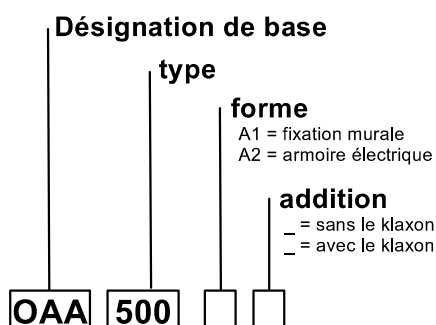 Désignation de base
type
forme
A1 = fixation murale
A2 = armoire électrique
addition
_ = sans le klaxon
_ = avec le klaxon
OAA 500